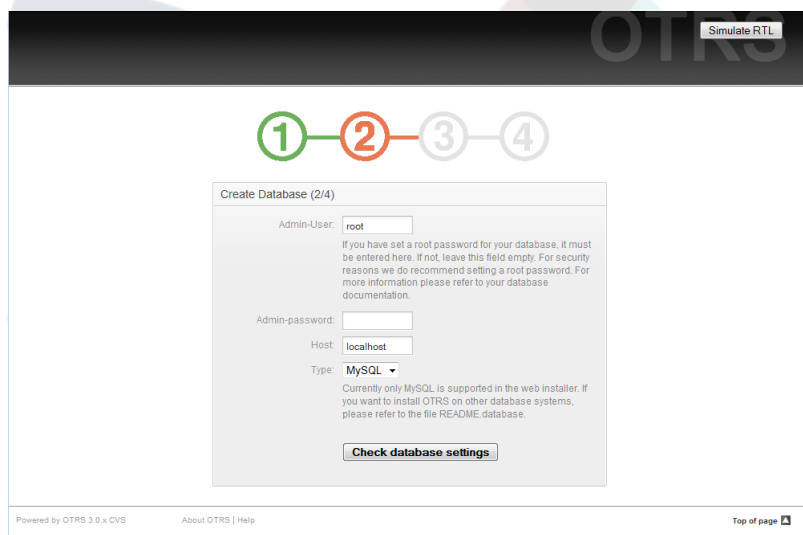 OTRS
Simulate RTL
1 2 3 4
Create Database (2/4)
Admin-User: root
If you have set a root password for your database, it must
be entered here. If not, leave this field empty. For security
reasons we do recommend setting a root password. For
more information please refer to your database
documentation.
Admin-password:
Host: localhost
Type: MySQL
Currently only MySQL is supported in the web installer. If
you want to install OTRS on other database systems,
please refer to the file README.database.
Check database settings
Powered by OTRS 3.0.x CVS About OTRS | Help Top of page